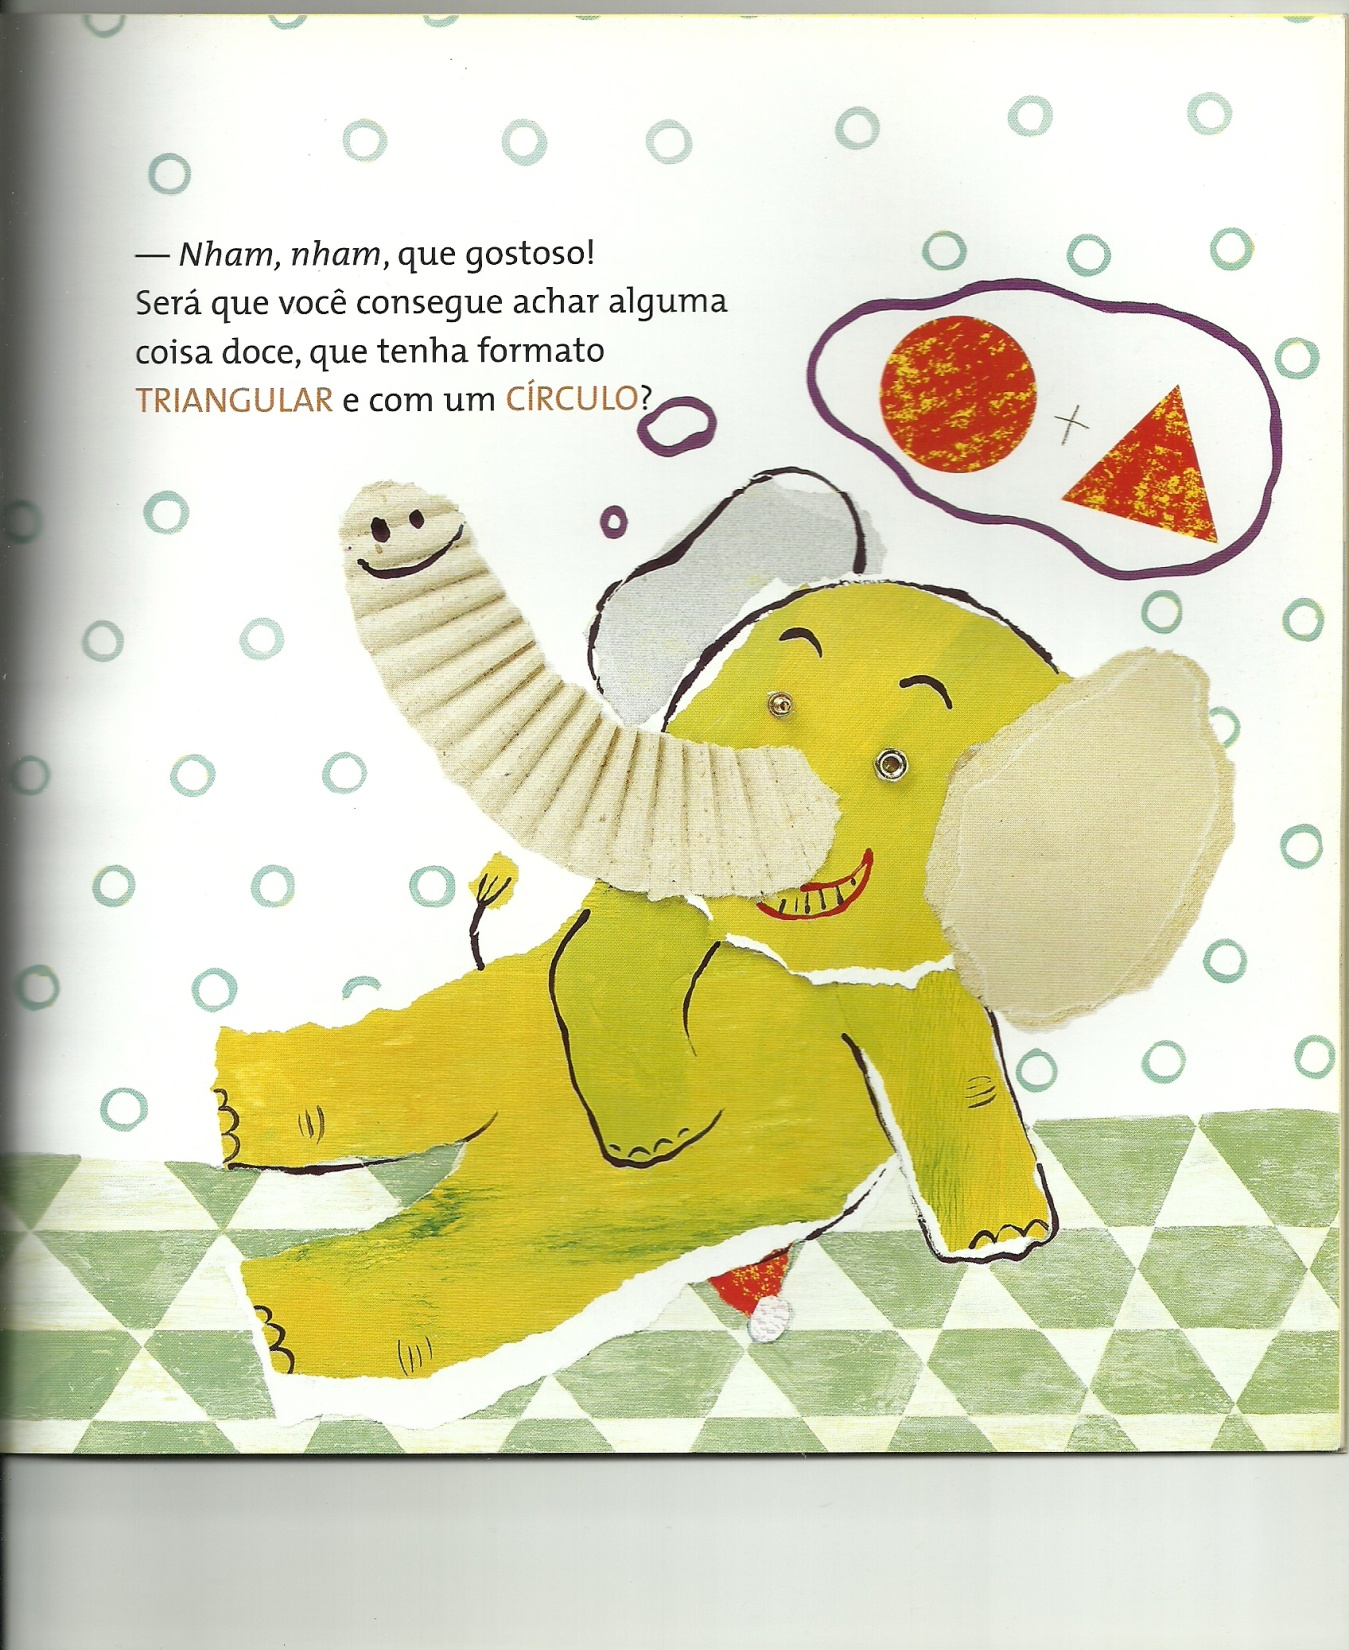 — Nham, nham, que gostoso!
Será que você consegue achar alguma
coisa doce, que tenha formato
TRIANGULAR e com um CÍRCULO?
+